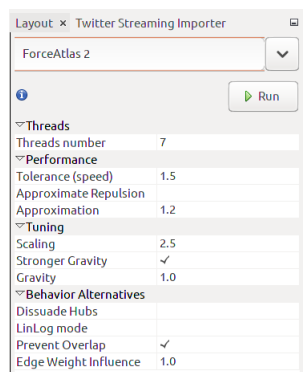 Layout × Twitter Streaming Importer
ForceAtlas 2
Run
Threads
Threads number 7
Performance
Tolerance (speed) 1.5
Approximate Repulsion
Approximation 1.2
Tuning
Scaling 2.5
Stronger Gravity ✓
Gravity 1.0
Behavior Alternatives
Dissuade Hubs
LinLog mode
Prevent Overlap ✓
Edge Weight Influence 1.0